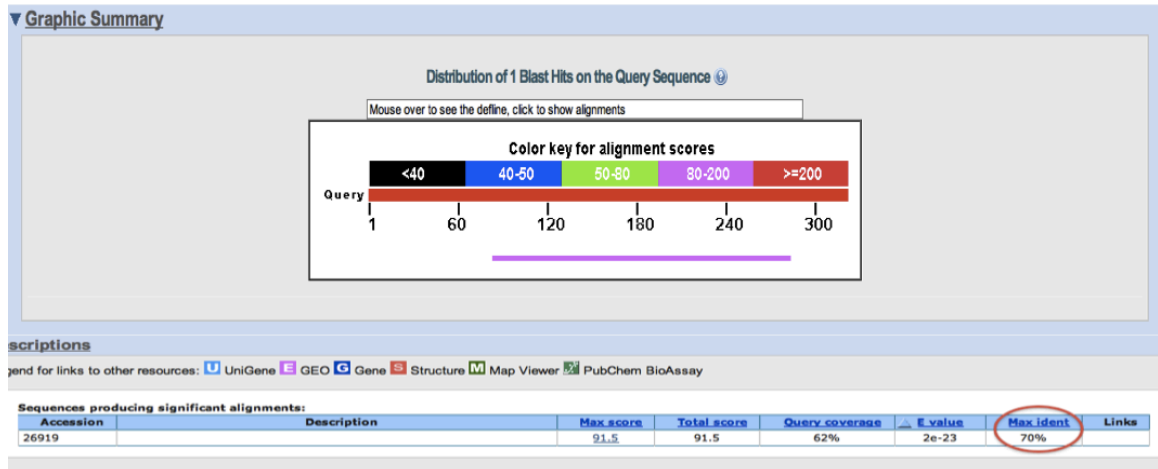 ▼ Graphic Summary
Distribution of 1 Blast Hits on the Query Sequence ?
Mouse over to see the defline, click to show alignments
Color key for alignment scores
<40 40-50 50-80 80-200 >=200
Query
1 60 120 180 240 300
scriptions
gend for links to other resources: U UniGene E GEO G Gene S Structure M Map Viewer PubChem BioAssay
Sequences producing significant alignments:
Accession Description Max score Total score Query coverage E value Max ident Links
26919 91.5 91.5 62% 2e-23 70%